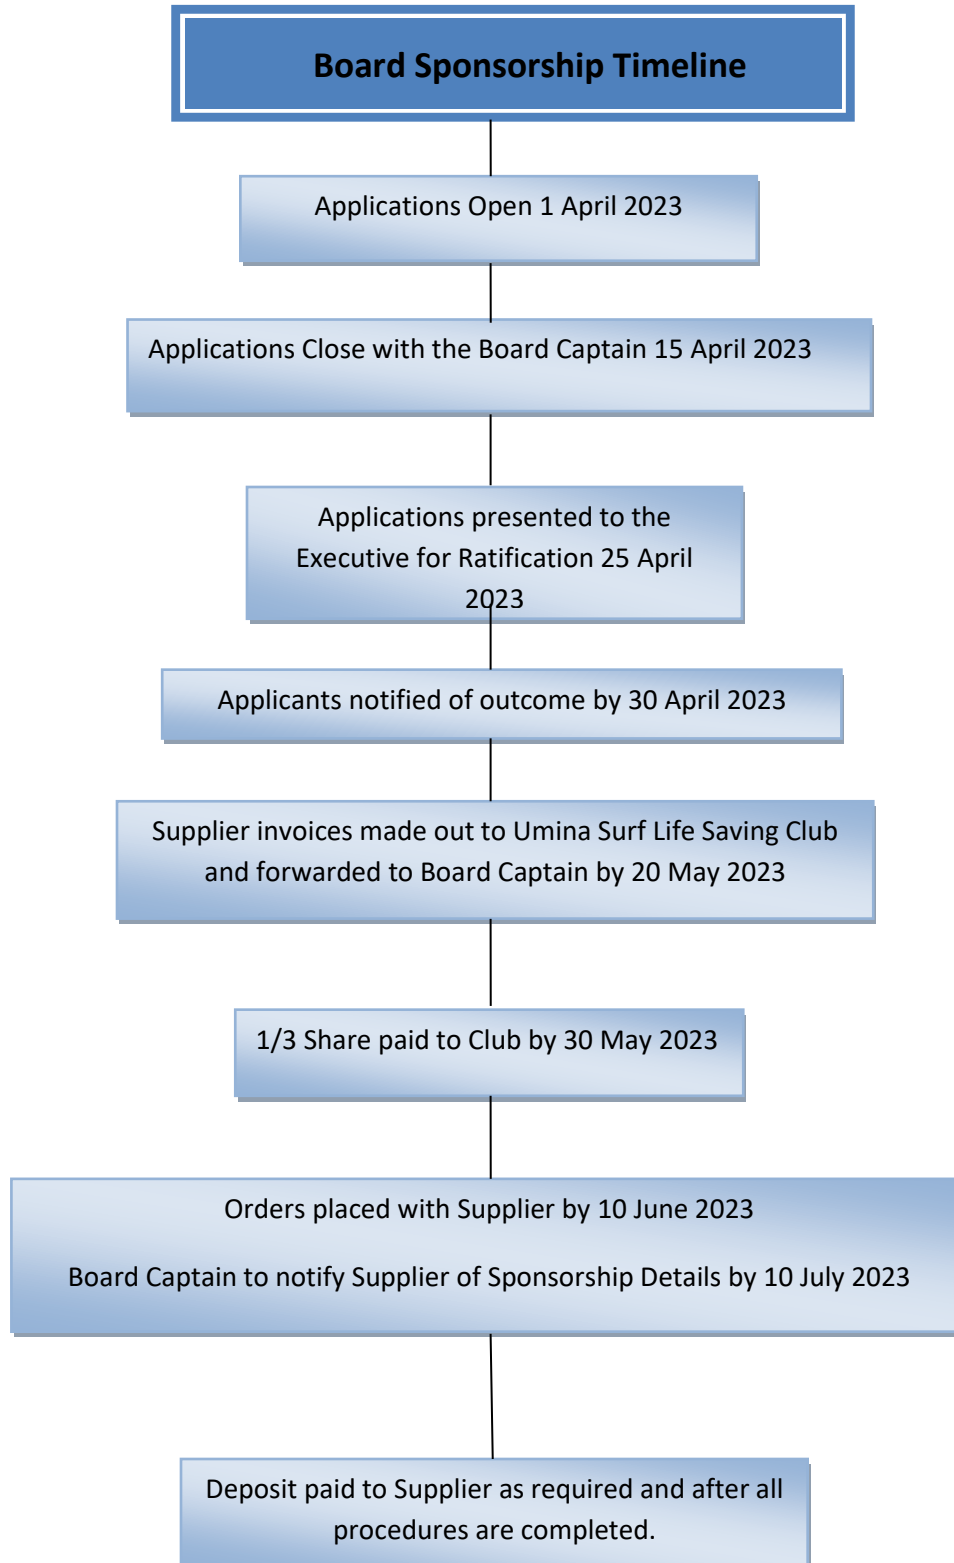 Board Sponsorship Timeline
Applications Open 1 April 2023
Applications Close with the Board Captain 15 April 2023
Applications presented to the
Executive for Ratification 25 April
2023
Applicants notified of outcome by 30 April 2023
Supplier invoices made out to Umina Surf Life Saving Club
and forwarded to Board Captain by 20 May 2023
1/3 Share paid to Club by 30 May 2023
Orders placed with Supplier by 10 June 2023
Board Captain to notify Supplier of Sponsorship Details by 10 July 2023
Deposit paid to Supplier as required and after all
procedures are completed.